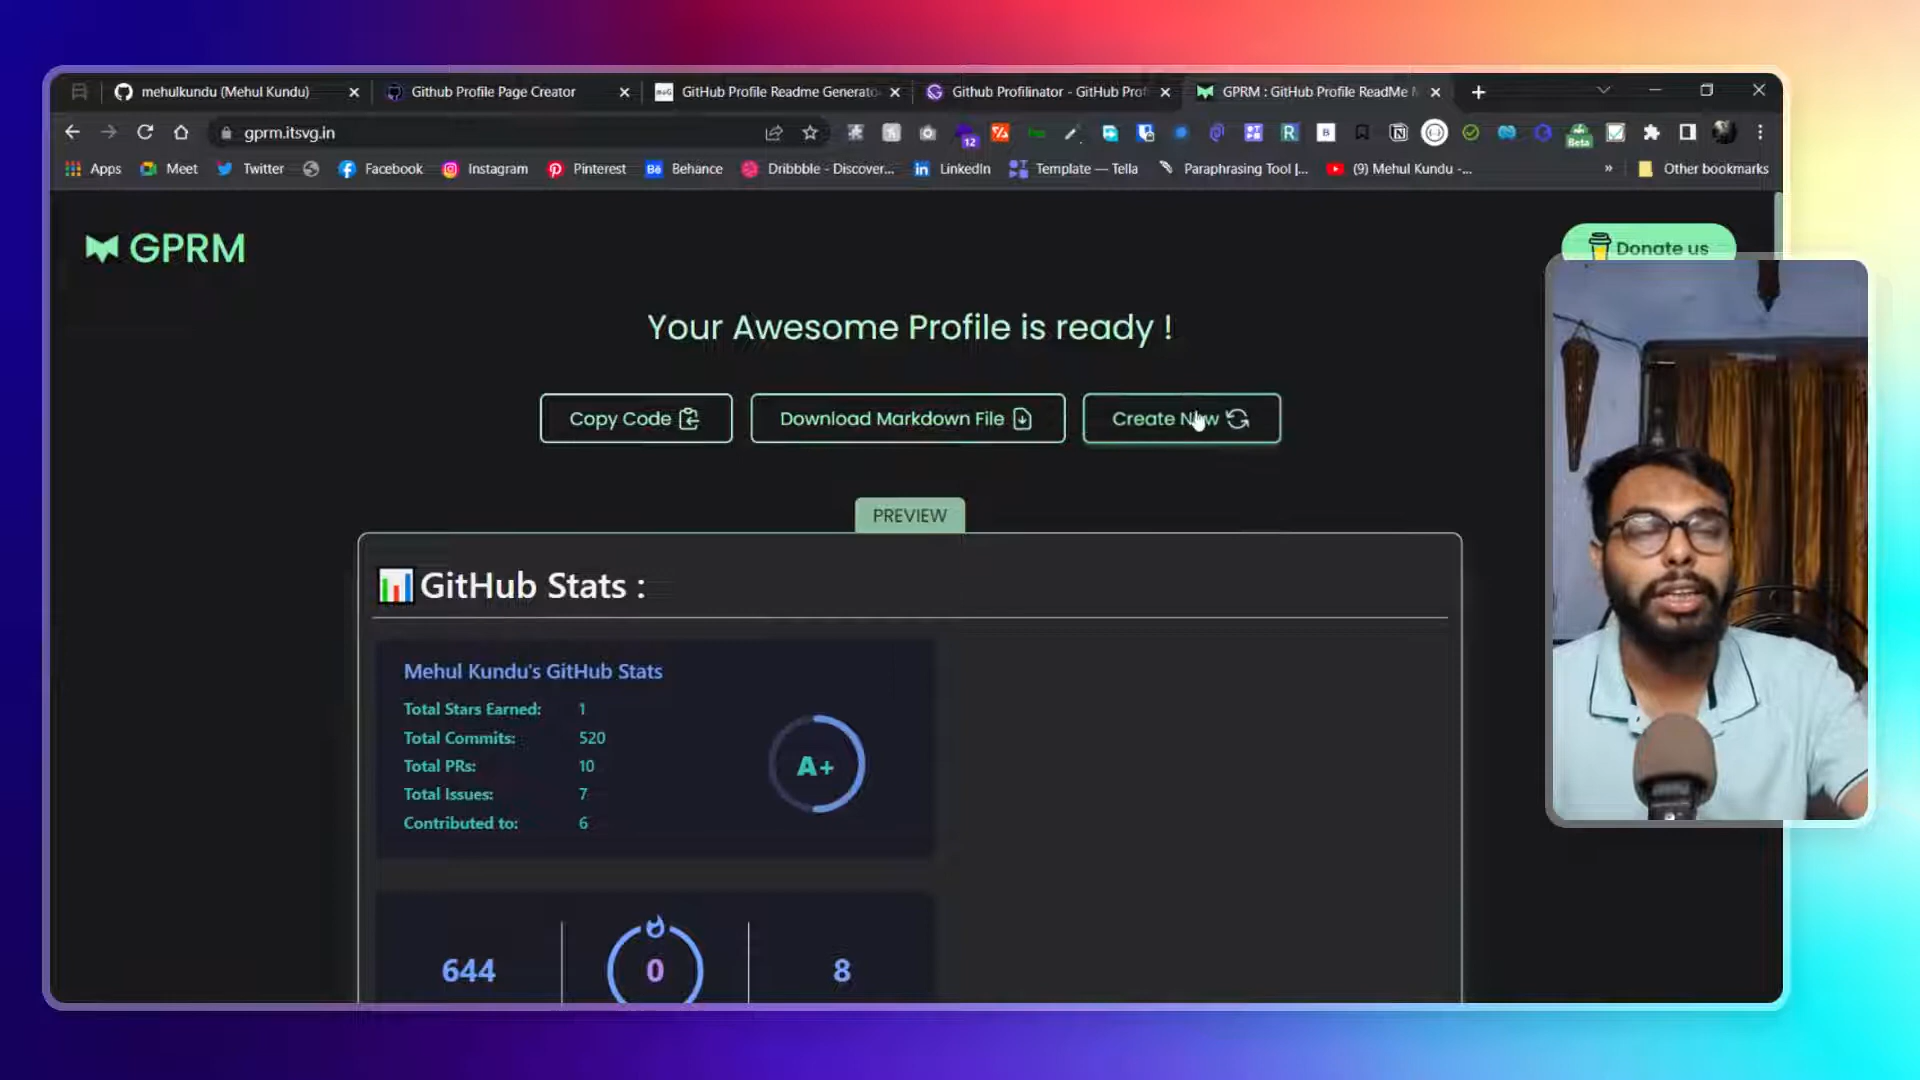 mehulkundu (Mehul Kundu)
Github Profile Page Creator
GitHub Profile Readme Generato
Github Profilinator - GitHub Prof
GPRM : GitHub Profile ReadMe M
gprm.itsvg.in
12
R
B
Beta
Apps
Meet
Twitter
Facebook
Instagram
Pinterest
Behance
Dribbble - Discover...
LinkedIn
Template — Tella
Paraphrasing Tool |...
(9) Mehul Kundu -...
»
Other bookmarks
GPRM
Donate us
Your Awesome Profile is ready !
Copy Code
Download Markdown File
Create New
PREVIEW
GitHub Stats :
Mehul Kundu's GitHub Stats
Total Stars Earned: 1
Total Commits: 520
Total PRs: 10
Total Issues: 7
Contributed to: 6
A+
644
0
8